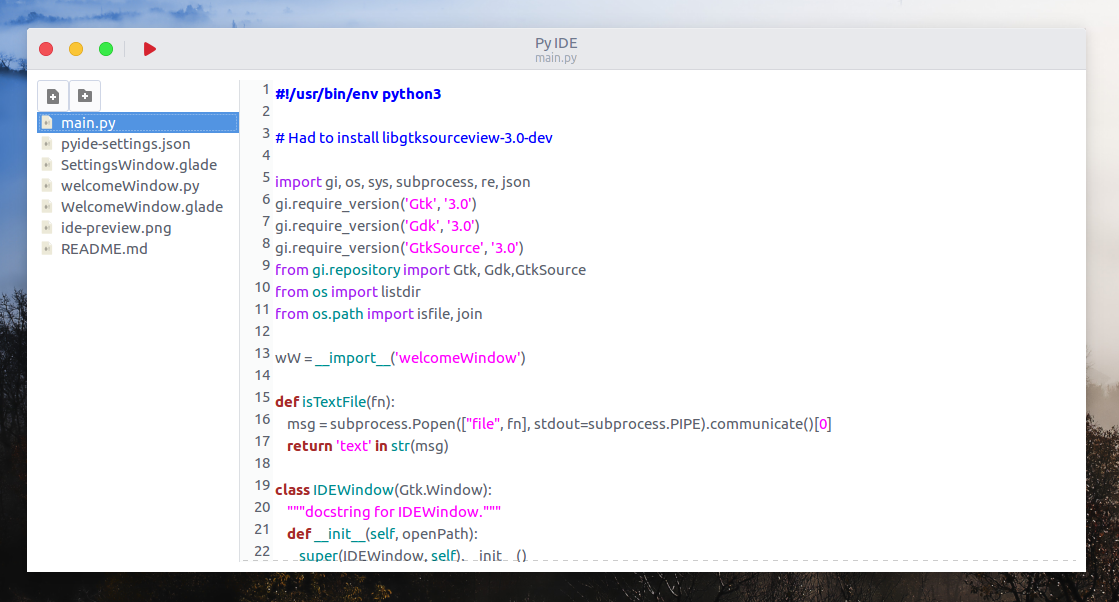 Py IDE
main.py
main.py
pyide-settings.json
SettingsWindow.glade
welcomeWindow.py
WelcomeWindow.glade
ide-preview.png
README.md
1 #!/usr/bin/env python3
2
3 # Had to install libgtksourceview-3.0-dev
4
5 import gi, os, sys, subprocess, re, json
6 gi.require_version('Gtk', '3.0')
7 gi.require_version('Gdk', '3.0')
8 gi.require_version('GtkSource', '3.0')
9 from gi.repository import Gtk, Gdk,GtkSource
10 from os import listdir
11 from os.path import isfile, join
12
13 wW = __import__('welcomeWindow')
14
15 def isTextFile(fn):
16 msg = subprocess.Popen(["file", fn], stdout=subprocess.PIPE).communicate()[0]
17 return 'text' in str(msg)
18
19 class IDEWindow(Gtk.Window):
20 """docstring for IDEWindow."""
21 def __init__(self, openPath):
22 super(IDEWindow, self).__init__()